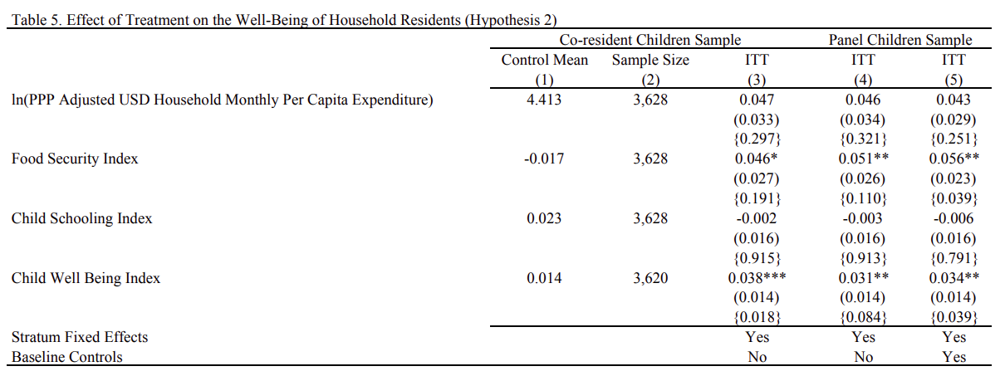 Table 5. Effect of Treatment on the Well-Being of Household Residents (Hypothesis 2)
Co-resident Children Sample Panel Children Sample
Control Mean Sample Size ITT ITT ITT
(1) (2) (3) (4) (5)
ln(PPP Adjusted USD Household Monthly Per Capita Expenditure) 4.413 3,628 0.047 0.046 0.043
(0.033) (0.034) (0.029)
{0.297} {0.321} {0.251}
Food Security Index -0.017 3,628 0.046* 0.051** 0.056**
(0.027) (0.026) (0.023)
{0.191} {0.110} {0.039}
Child Schooling Index 0.023 3,628 -0.002 -0.003 -0.006
(0.016) (0.016) (0.016)
{0.915} {0.913} {0.791}
Child Well Being Index 0.014 3,620 0.038*** 0.031** 0.034**
(0.014) (0.014) (0.014)
{0.018} {0.084} {0.039}
Stratum Fixed Effects Yes Yes Yes
Baseline Controls No No Yes